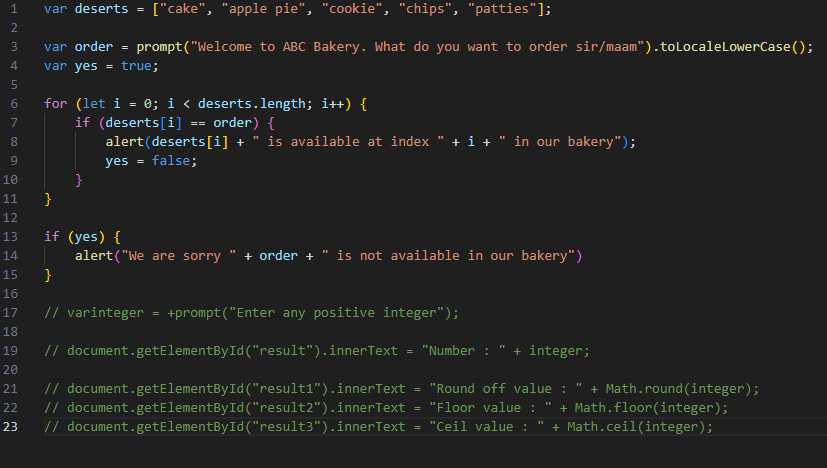 1 var deserts = ["cake", "apple pie", "cookie", "chips", "patties"];
2
3 var order = prompt("Welcome to ABC Bakery. What do you want to order sir/maam").toLocaleLowerCase();
4 var yes = true;
5
6 for (let i = 0; i < deserts.length; i++) {
7     if (deserts[i] == order) {
8         alert(deserts[i] + " is available at index " + i + " in our bakery");
9         yes = false;
10     }
11 }
12
13 if (yes) {
14     alert("We are sorry " + order + " is not available in our bakery")
15 }
16
17 // varinteger = +prompt("Enter any positive integer");
18
19 // document.getElementById("result").innerText = "Number : " + integer;
20
21 // document.getElementById("result1").innerText = "Round off value : " + Math.round(integer);
22 // document.getElementById("result2").innerText = "Floor value : " + Math.floor(integer);
23 // document.getElementById("result3").innerText = "Ceil value : " + Math.ceil(integer);